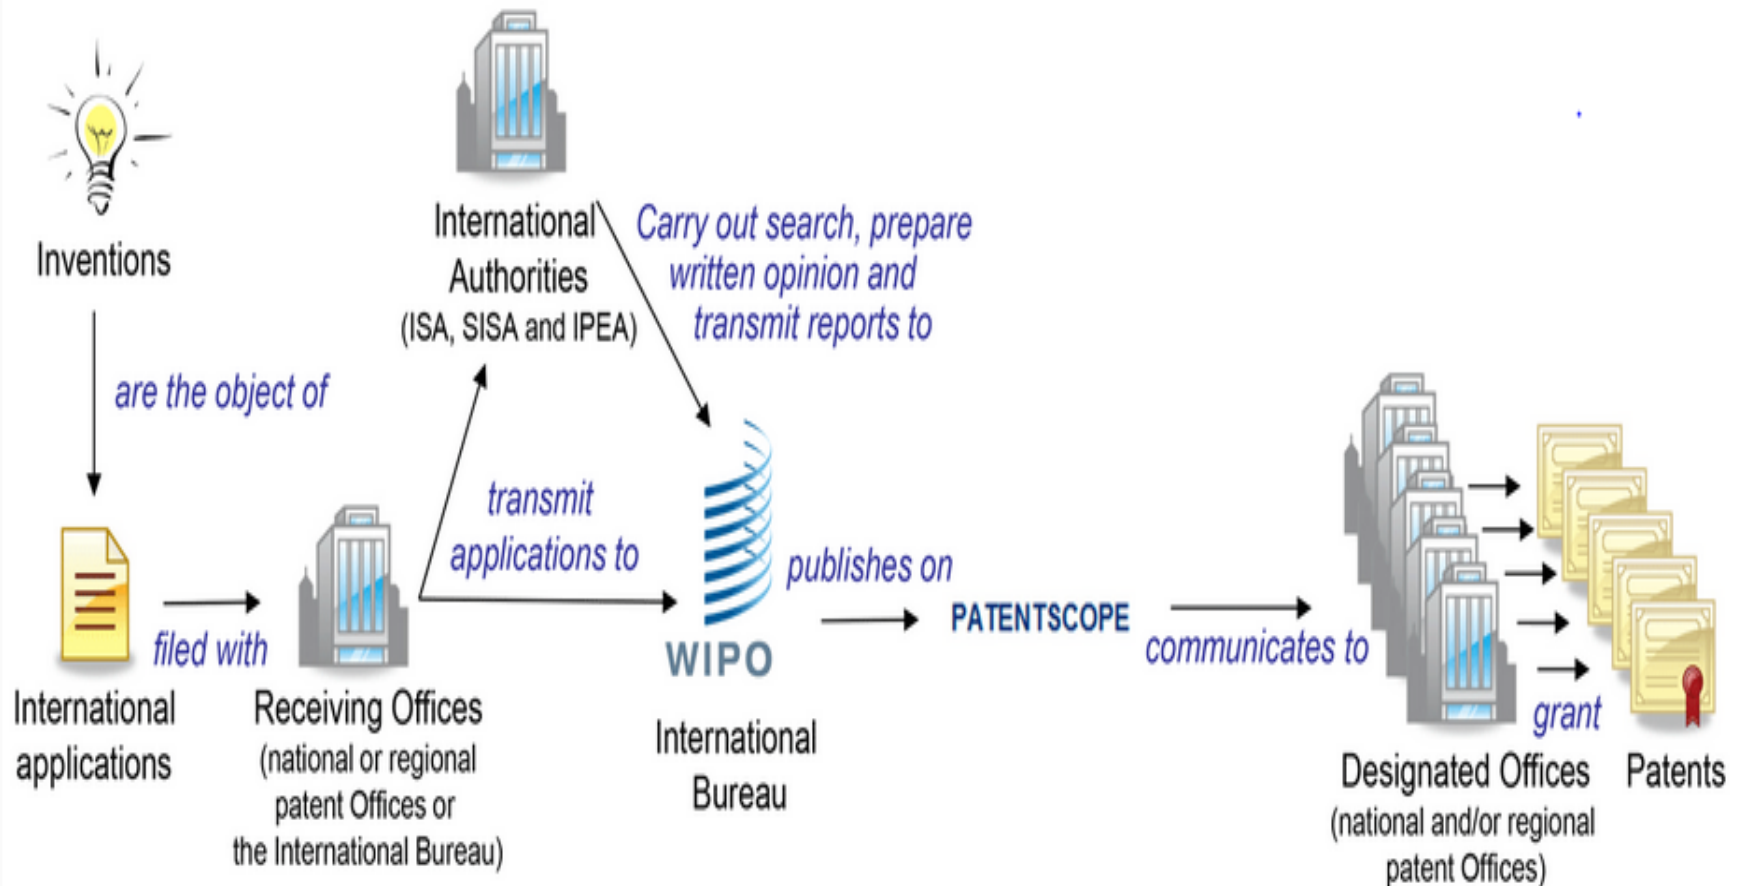 Inventions
are the object of
International
applications
filed with
Receiving Offices
(national or regional
patent Offices or
the International Bureau)
transmit
applications to
International
Authorities
(ISA, SISA and IPEA)
Carry out search, prepare
written opinion and
transmit reports to
WIPO
International
Bureau
publishes on
PATENTSCOPE
communicates to
Designated Offices
(national and/or regional
patent Offices)
grant
Patents